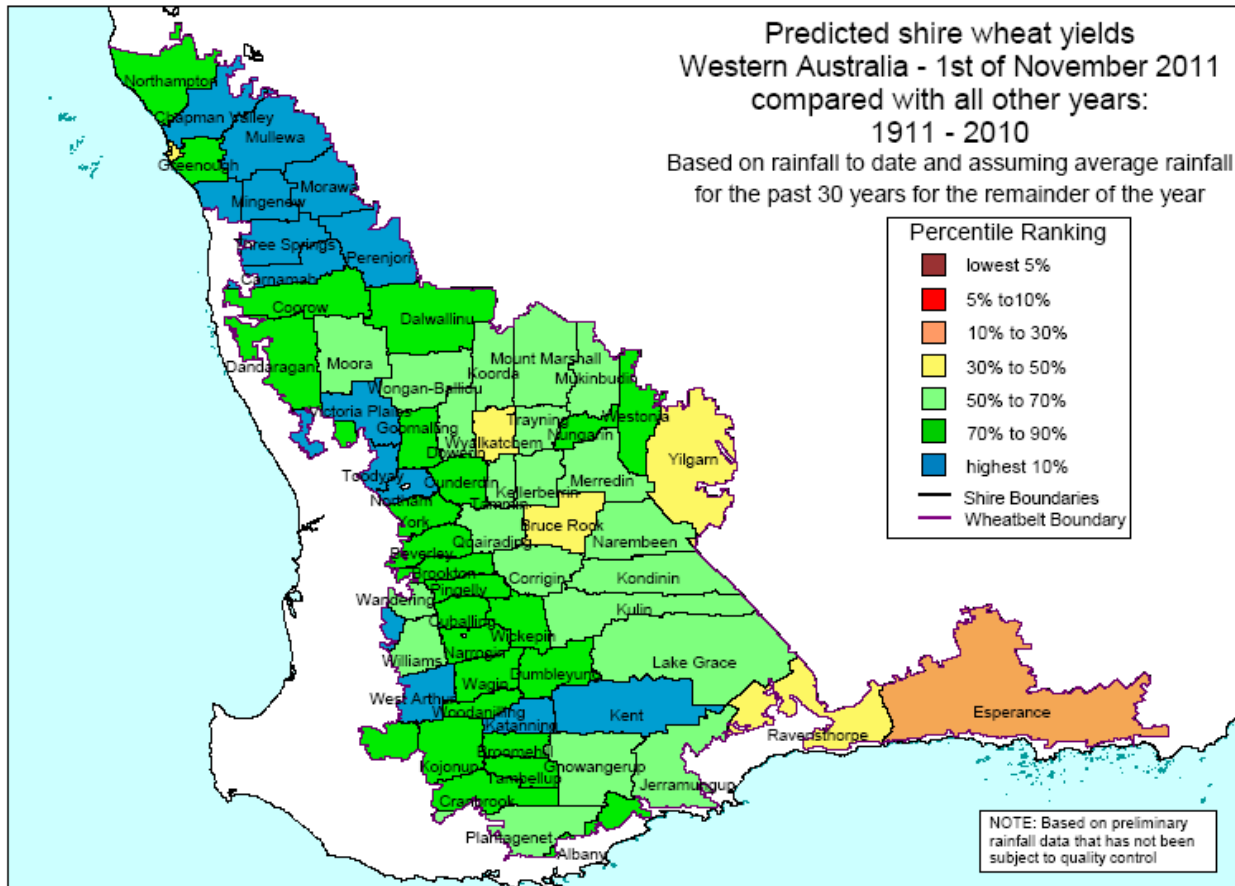 Predicted shire wheat yields
Western Australia - 1st of November 2011
compared with all other years:
1911 - 2010
Based on rainfall to date and assuming average rainfall
for the past 30 years for the remainder of the year
Percentile Ranking
lowest 5%
5% to10%
10% to 30%
30% to 50%
50% to 70%
70% to 90%
highest 10%
Shire Boundaries
Wheatbelt Boundary
Northampton
Chapman Valley
Mullewa
Greenough
Morawa
Mingenew
Three Springs
Perenjori
Carnamah
Coorow
Dalwallinu
Dandaragan
Moora
Mount Marshall
Koorda
Mukinbudin
Wongan-Ballidu
Victoria Plains
Goomalling
Trayning
Westonia
Nungarin
Wyalkatchem
Dowerin
Yilgarn
Toodyay
Cunderdin
Merredin
Kellerberrin
Northam
Tammin
York
Bruce Rock
Quairading
Narembeen
Beverley
Brookton
Corrigin
Kondinin
Pingelly
Wandering
Kulin
Cuballing
Wickepin
Narrogin
Williams
Lake Grace
Dumbleyung
Wagin
West Arthur
Woodanilling
Kent
Katanning
Esperance
Ravensthorpe
Broomehill
Gnowangerup
Kojonup
Tambellup
Jerramungup
Cranbrook
Plantagenet
Albany
NOTE: Based on preliminary
rainfall data that has not been
subject to quality control